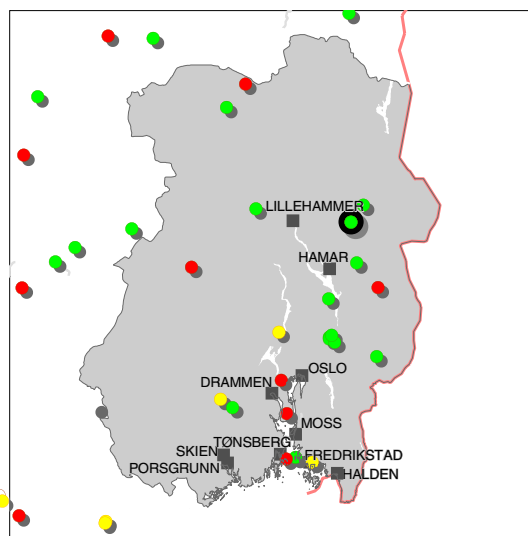 LILLEHAMMER
HAMAR
OSLO
DRAMMEN
MOSS
TØNSBERG
SKIEN
FREDRIKSTAD
PORSGRUNN
HALDEN